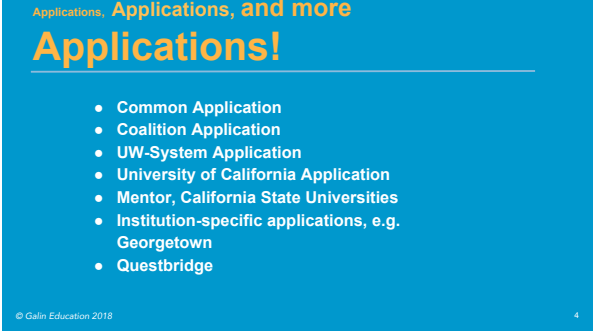 Applications, Applications, and more
Applications!
● Common Application
● Coalition Application
● UW-System Application
● University of California Application
● Mentor, California State Universities
● Institution-specific applications, e.g.
Georgetown
● Questbridge
© Galin Education 2018
4